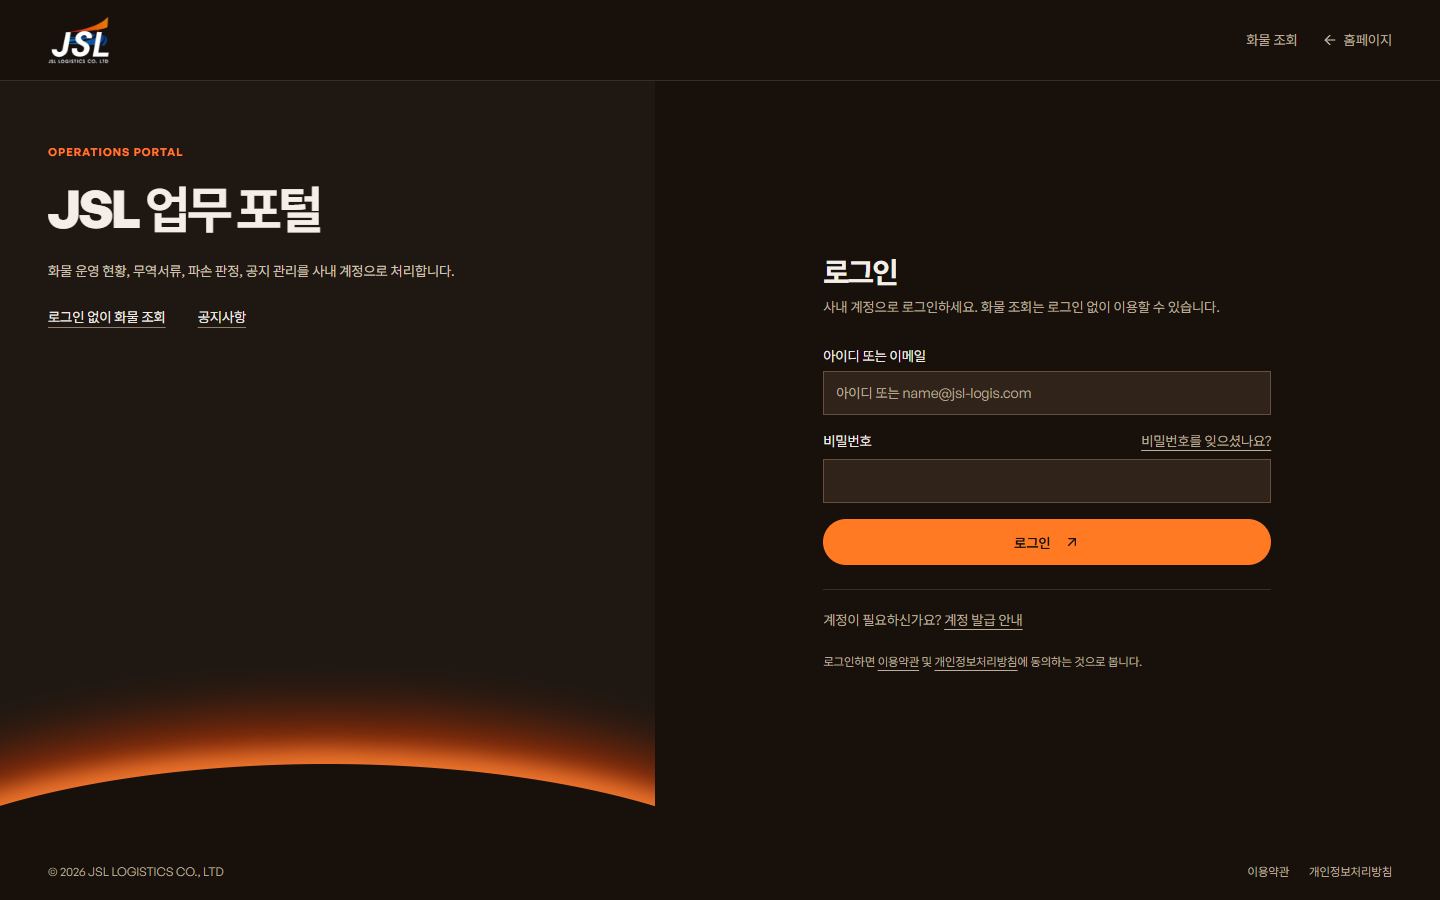 JSL
JSL LOGISTICS CO. LTD
화물 조회
홈페이지
OPERATIONS PORTAL
JSL 업무 포털
화물 운영 현황, 무역서류, 파손 판정, 공지 관리를 사내 계정으로 처리합니다.
로그인 없이 화물 조회
공지사항
로그인
사내 계정으로 로그인하세요. 화물 조회는 로그인 없이 이용할 수 있습니다.
아이디 또는 이메일
아이디 또는 name@jsl-logis.com
비밀번호
비밀번호를 잊으셨나요?
로그인
계정이 필요하신가요? 계정 발급 안내
로그인하면 이용약관 및 개인정보처리방침에 동의하는 것으로 봅니다.
© 2026 JSL LOGISTICS CO., LTD
이용약관
개인정보처리방침